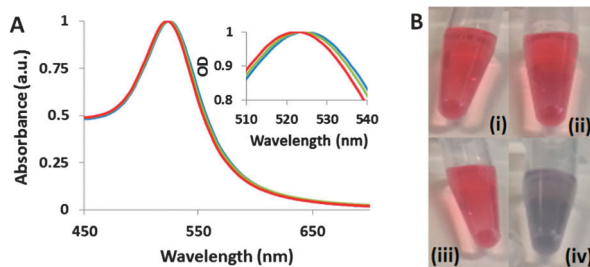 A
Absorbance (a.u.)
1
0.75
0.5
0.25
0
450
550
650
Wavelength (nm)
OD
1
0.9
0.8
510
520
530
540
Wavelength (nm)
B
(i)
(ii)
(iii)
(iv)